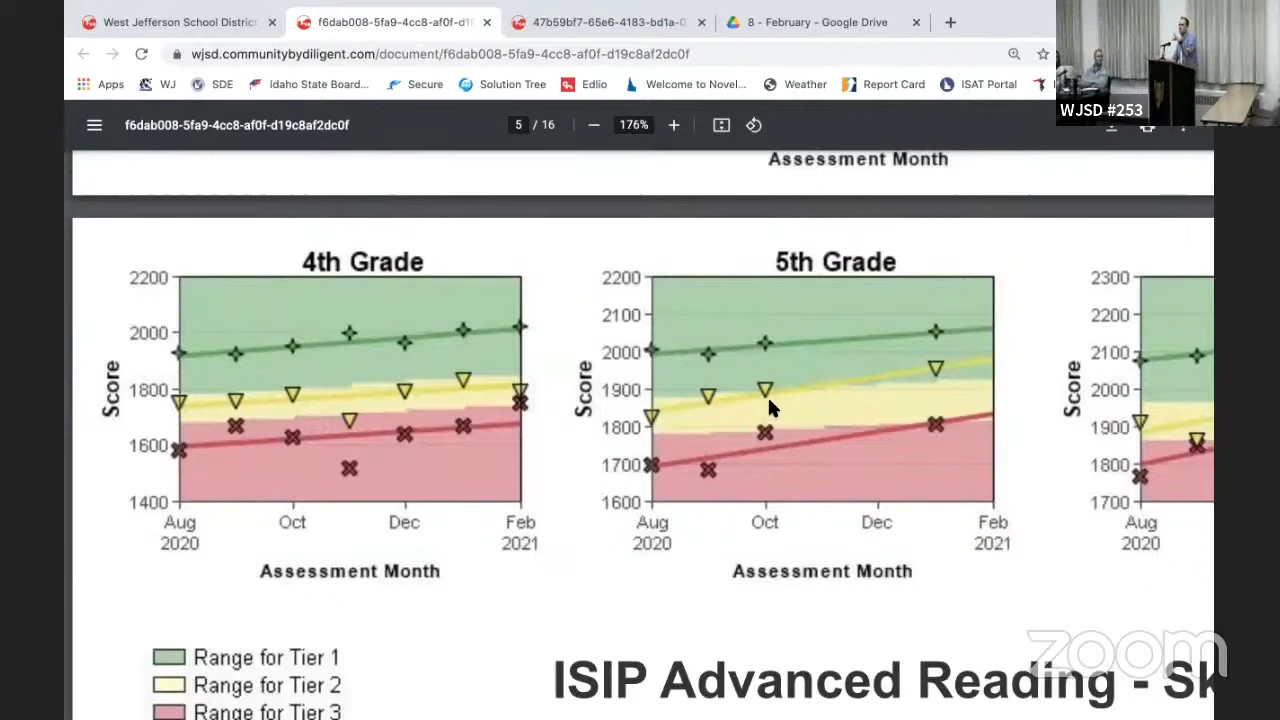 West Jefferson School District
f6dab008-5fa9-4cc8-af0f-d19
47b59bf7-65e6-4183-bd1a-0
8 - February - Google Drive
wjsd.communitybydiligent.com/document/f6dab008-5fa9-4cc8-af0f-d19c8af2dc0f
Apps WJ SDE Idaho State Board... Secure Solution Tree Edlio Welcome to Novel... Weather Report Card ISAT Portal
WJSD #253
f6dab008-5fa9-4cc8-af0f-d19c8af2dc0f
5 / 16
176%
Assessment Month
4th Grade
2200
2000
1800
1600
1400
Score
Aug 2020
Oct
Dec
Feb 2021
Assessment Month
5th Grade
2200
2100
2000
1900
1800
1700
1600
Score
Aug 2020
Oct
Dec
Feb 2021
Assessment Month
2300
2200
2100
2000
1900
1800
1700
Score
Aug 2020
Range for Tier 1
Range for Tier 2
Range for Tier 3
ISIP Advanced Reading - Sk
zoom